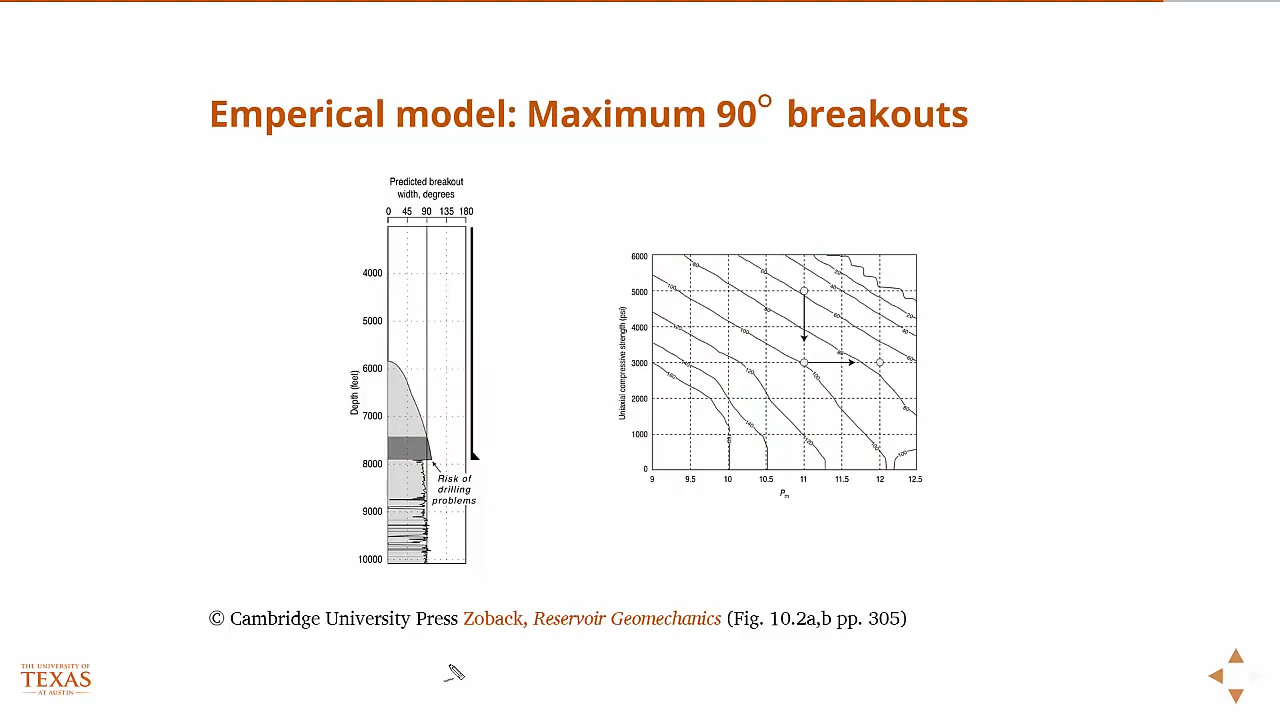 Emperical model: Maximum 90° breakouts
Predicted breakout
width, degrees
0 45 90 135 180
4000
5000
6000
7000
8000
9000
10000
Depth (feet)
Risk of
drilling
problems
6000
5000
4000
3000
2000
1000
0
Uniaxial compressive strength (psi)
9 9.5 10 10.5 11 11.5 12 12.5
Pm
© Cambridge University Press Zoback, Reservoir Geomechanics (Fig. 10.2a,b pp. 305)
THE UNIVERSITY OF
TEXAS
AT AUSTIN